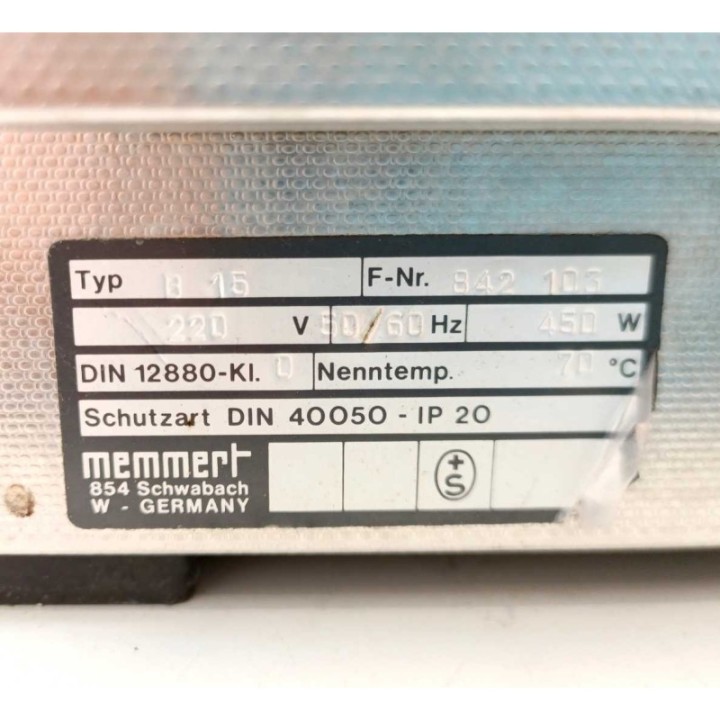 Typ B 15 F-Nr. 842 103
220 V 50/60 Hz 450 W
DIN 12880-Kl. 0 Nenntemp. 70 °C
Schutzart DIN 40050 - IP 20
memmert
854 Schwabach
W - GERMANY
+
S